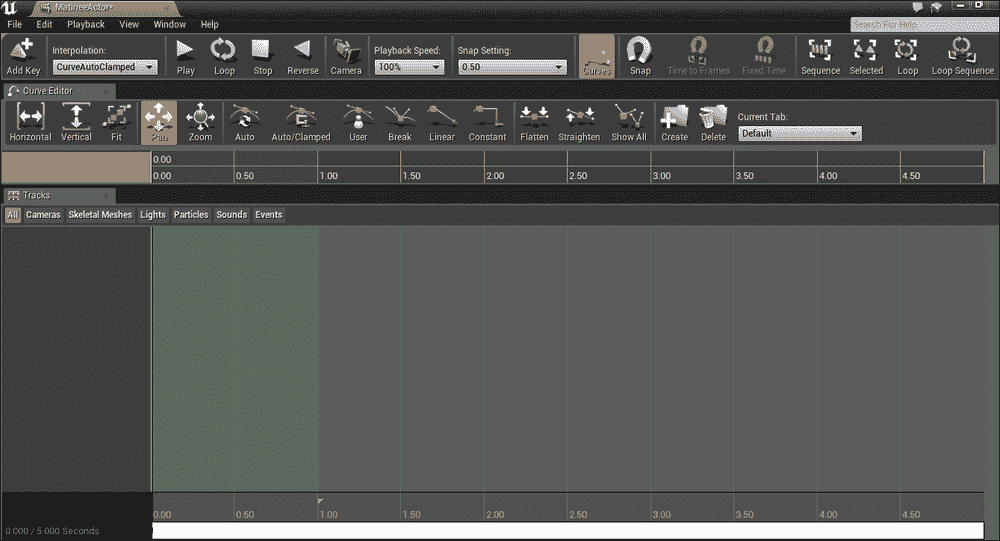 MatineeActor*
File Edit Playback View Window Help
Search For Help
Interpolation: Playback Speed: Snap Setting:
CurveAutoClamped 100% 0.50
Add Key Play Loop Stop Reverse Camera Curves Snap Time to Frames Fixed Time Sequence Selected Loop Loop Sequence
Curve Editor
Current Tab:
Default
Horizontal Vertical Fit Pan Zoom Auto Auto/Clamped User Break Linear Constant Flatten Straighten Show All Create Delete
0.00
0.00 0.50 1.00 1.50 2.00 2.50 3.00 3.50 4.00 4.50
Tracks
All Cameras Skeletal Meshes Lights Particles Sounds Events
0.00 0.50 1.00 1.50 2.00 2.50 3.00 3.50 4.00 4.50
0.000 / 5.000 Seconds